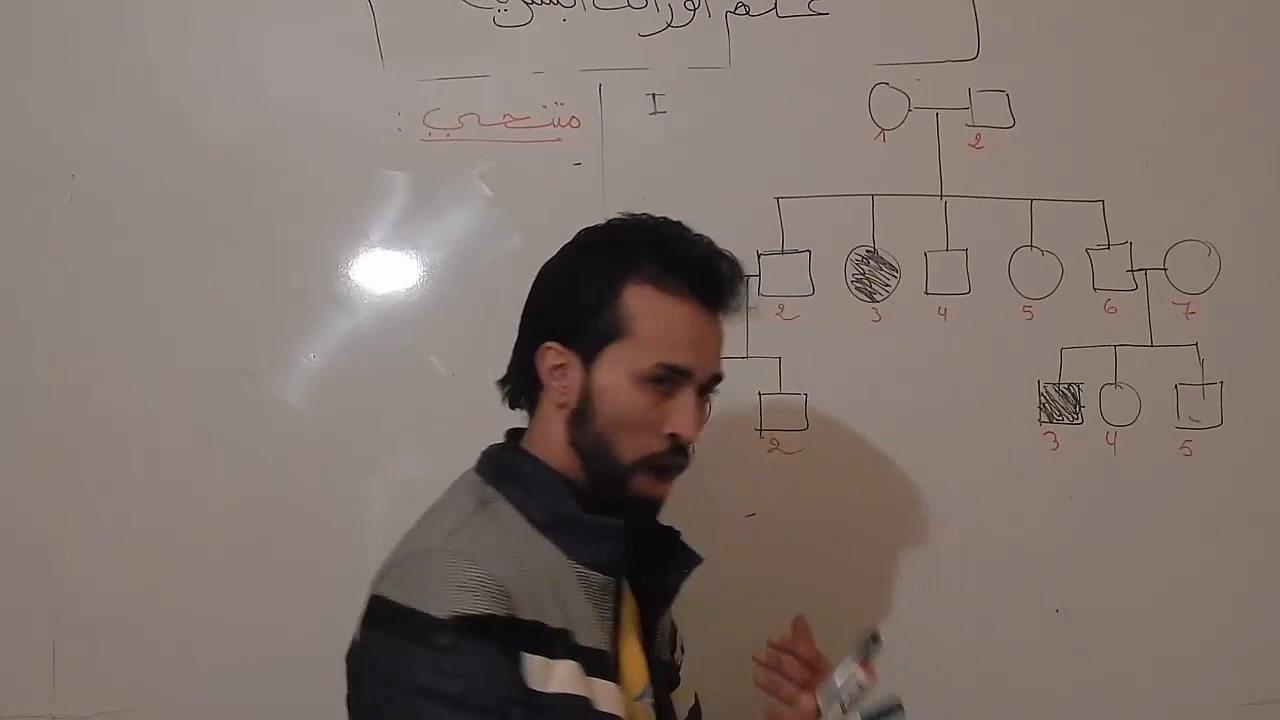 علم الوراثة البشرية
متنحي :
I
1 2
2 3 4 5 6 7
2 3 4 5